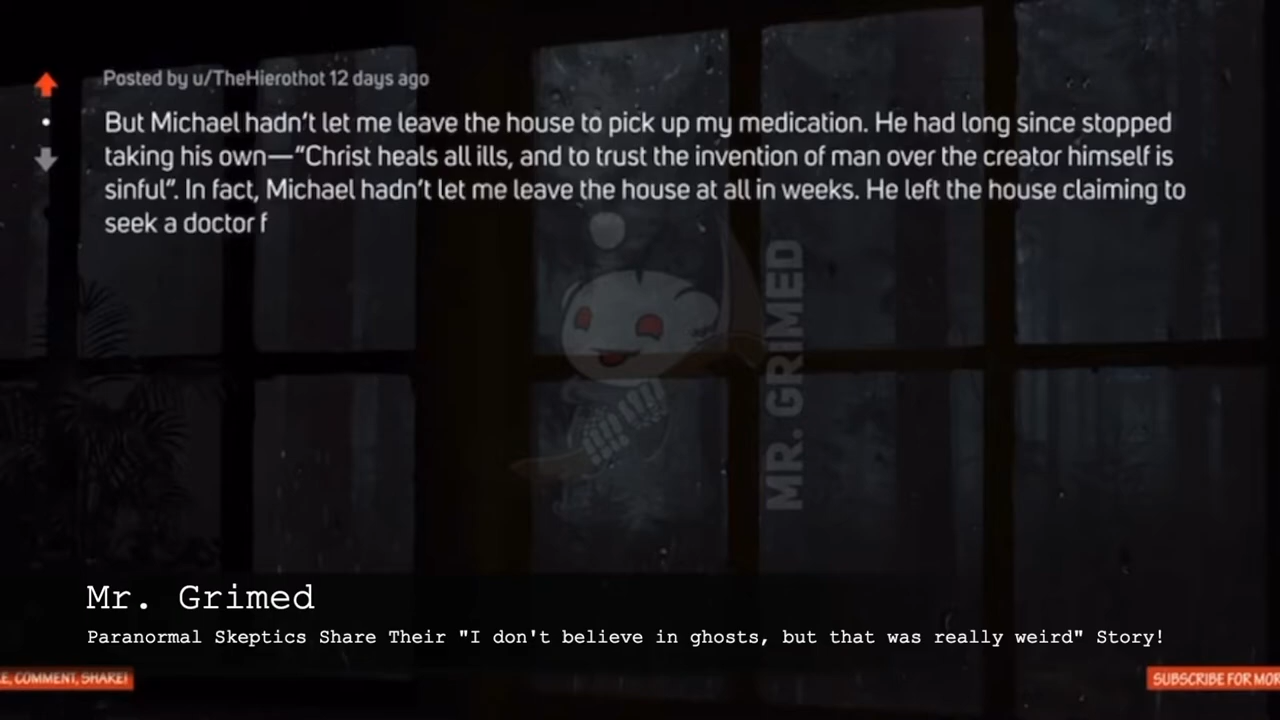 Posted by u/TheHierothot 12 days ago
But Michael hadn't let me leave the house to pick up my medication. He had long since stopped
taking his own—"Christ heals all ills, and to trust the invention of man over the creator himself is
sinful". In fact, Michael hadn't let me leave the house at all in weeks. He left the house claiming to
seek a doctor f
MR. GRIMED
Mr. Grimed
Paranormal Skeptics Share Their "I don't believe in ghosts, but that was really weird" Story!
E, COMMENT, SHARE!
SUBSCRIBE FOR MOR